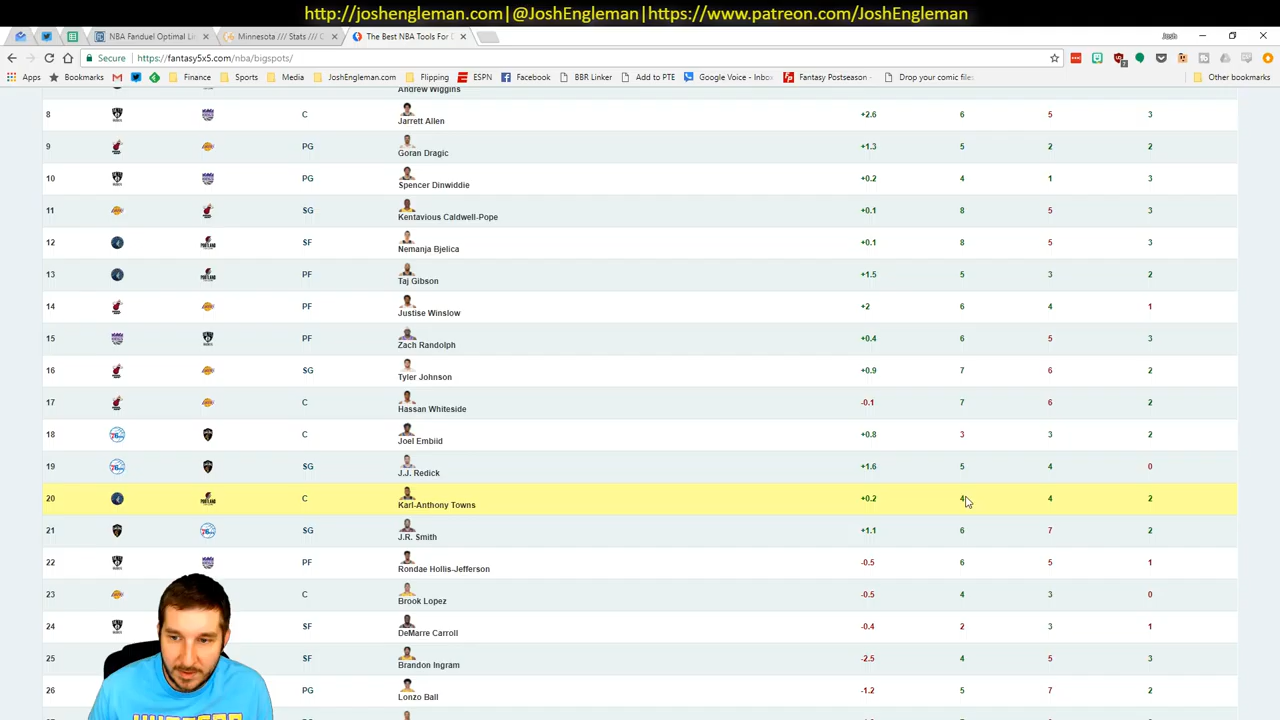 http://joshengleman.com|@JoshEngleman|https://www.patreon.com/JoshEngleman
NBA Fanduel Optimal Li × Minnesota /// Stats /// G × The Best NBA Tools For D × Josh
Secure | https://fantasy5x5.com/nba/bigspots/
Apps Bookmarks Finance Sports Media JoshEngleman.com Flipping ESPN Facebook BBR Linker Add to PTE Google Voice - Inbo Fantasy Postseason - Drop your comic files Other bookmarks
Andrew Wiggins
8 C Jarrett Allen +2.6 6 5 3
9 PG Goran Dragic +1.3 5 2 2
10 PG Spencer Dinwiddie +0.2 4 1 3
11 SG Kentavious Caldwell-Pope +0.1 8 5 3
12 SF Nemanja Bjelica +0.1 8 5 3
13 PF Taj Gibson +1.5 5 3 2
14 PF Justise Winslow +2 6 4 1
15 PF Zach Randolph +0.4 6 5 3
16 SG Tyler Johnson +0.9 7 6 2
17 C Hassan Whiteside -0.1 7 6 2
18 C Joel Embiid +0.8 3 3 2
19 SG J.J. Redick +1.6 5 4 0
20 C Karl-Anthony Towns +0.2 4 4 2
21 SG J.R. Smith +1.1 6 7 2
22 PF Rondae Hollis-Jefferson -0.5 6 5 1
23 C Brook Lopez -0.5 4 3 0
24 SF DeMarre Carroll -0.4 2 3 1
25 SF Brandon Ingram -2.5 4 5 3
26 PG Lonzo Ball -1.2 5 7 2